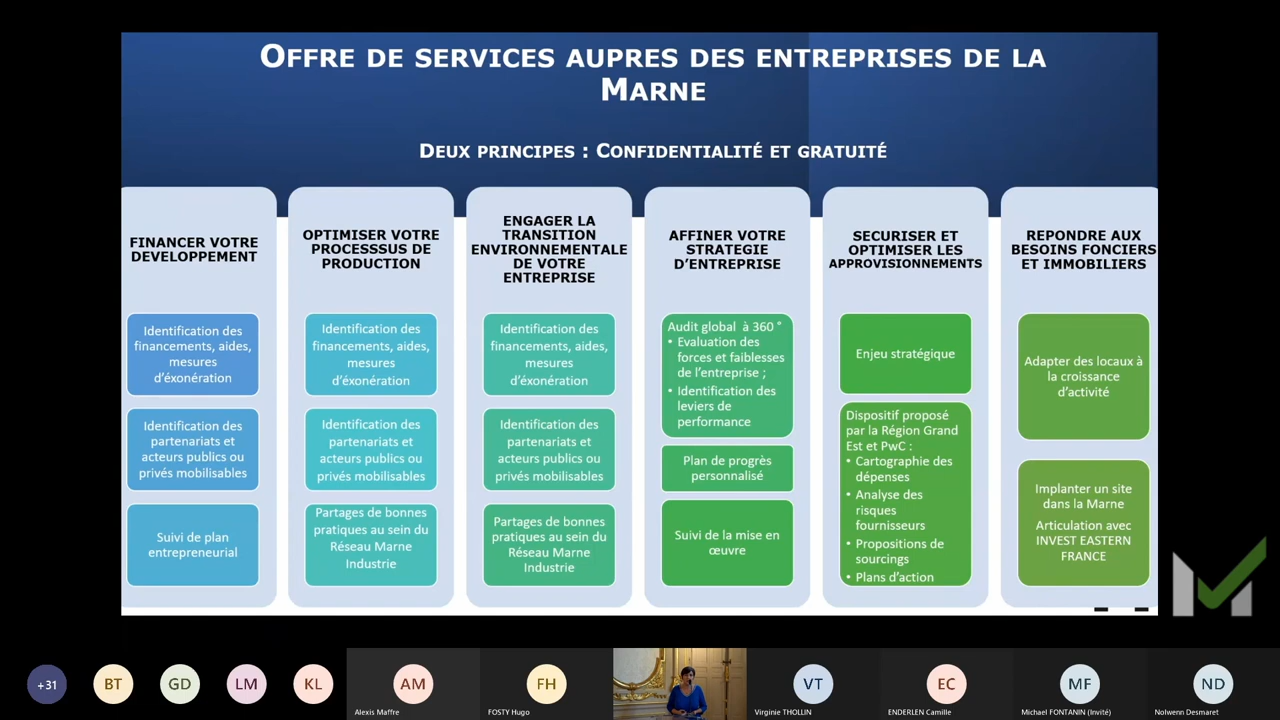 OFFRE DE SERVICES AUPRES DES ENTREPRISES DE LA
MARNE
DEUX PRINCIPES : CONFIDENTIALITÉ ET GRATUITÉ
FINANCER VOTRE
DEVELOPPEMENT
Identification des
financements, aides,
mesures
d'éxonération
Identification des
partenariats et
acteurs publics ou
privés mobilisables
Suivi de plan
entrepreneurial
OPTIMISER VOTRE
PROCESSSUS DE
PRODUCTION
Identification des
financements, aides,
mesures
d'éxonération
Identification des
partenariats et
acteurs publics ou
privés mobilisables
Partages de bonnes
pratiques au sein du
Réseau Marne
Industrie
ENGAGER LA
TRANSITION
ENVIRONNEMENTALE
DE VOTRE
ENTREPRISE
Identification des
financements, aides,
mesures
d'éxonération
Identification des
partenariats et
acteurs publics ou
privés mobilisables
Partages de bonnes
pratiques au sein du
Réseau Marne
Industrie
AFFINER VOTRE
STRATEGIE
D'ENTREPRISE
Audit global à 360 °
• Evaluation des
forces et faiblesses
de l'entreprise ;
• Identification des
leviers de
performance
Plan de progrès
personnalisé
Suivi de la mise en
œuvre
SECURISER ET
OPTIMISER LES
APPROVISIONNEMENTS
Enjeu stratégique
Dispositif proposé
par la Région Grand
Est et PwC :
• Cartographie des
dépenses
• Analyse des
risques
fournisseurs
• Propositions de
sourcings
• Plans d'action
REPONDRE AUX
BESOINS FONCIERS
ET IMMOBILIERS
Adapter des locaux à
la croissance
d'activité
Implanter un site
dans la Marne
Articulation avec
INVEST EASTERN
FRANCE
+31
BT
GD
LM
KL
AM
Alexis Maffre
FH
FOSTY Hugo
VT
Virginie THOLLIN
EC
ENDERLEN Camille
MF
Michael FONTANIN (Invité)
ND
Nolwenn Desmaret